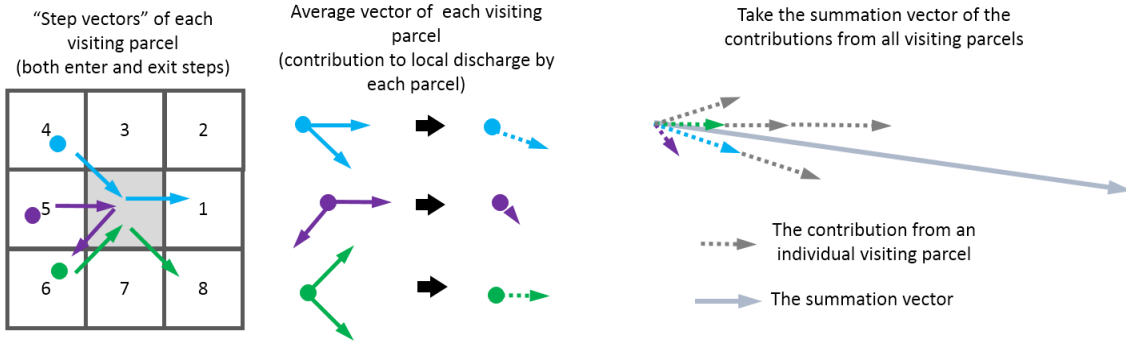 “Step vectors” of each
visiting parcel
(both enter and exit steps)
4 3 2
5 1
6 7 8
Average vector of each visiting
parcel
(contribution to local discharge by
each parcel)
Take the summation vector of the
contributions from all visiting parcels
The contribution from an
individual visiting parcel
The summation vector